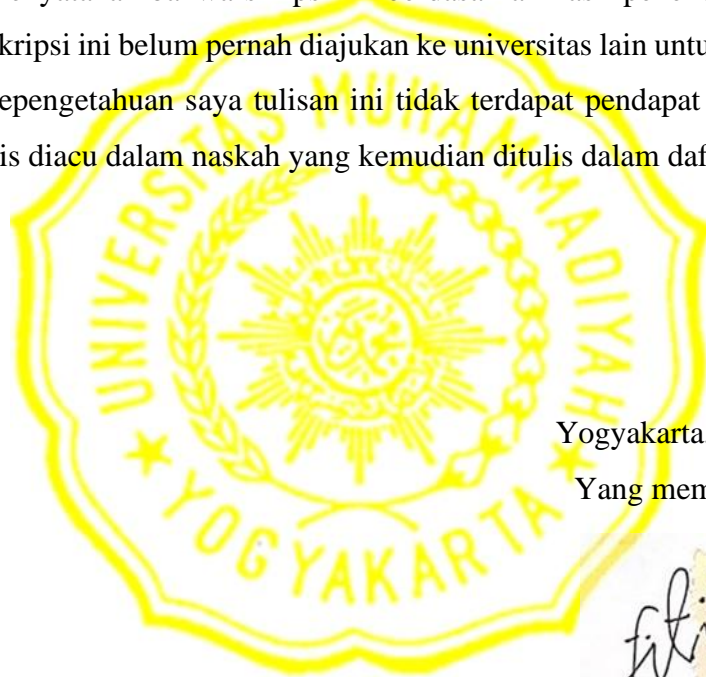 kripsi ini belum pernah diajukan ke universitas lain untu
epengetahuan saya tulisan ini tidak terdapat pendapat
is diacu dalam naskah yang kemudian ditulis dalam daf
UNIVERSITAS MUHAMMADIYAH
YOGYAKARTA
Yogyakarta
Yang mem